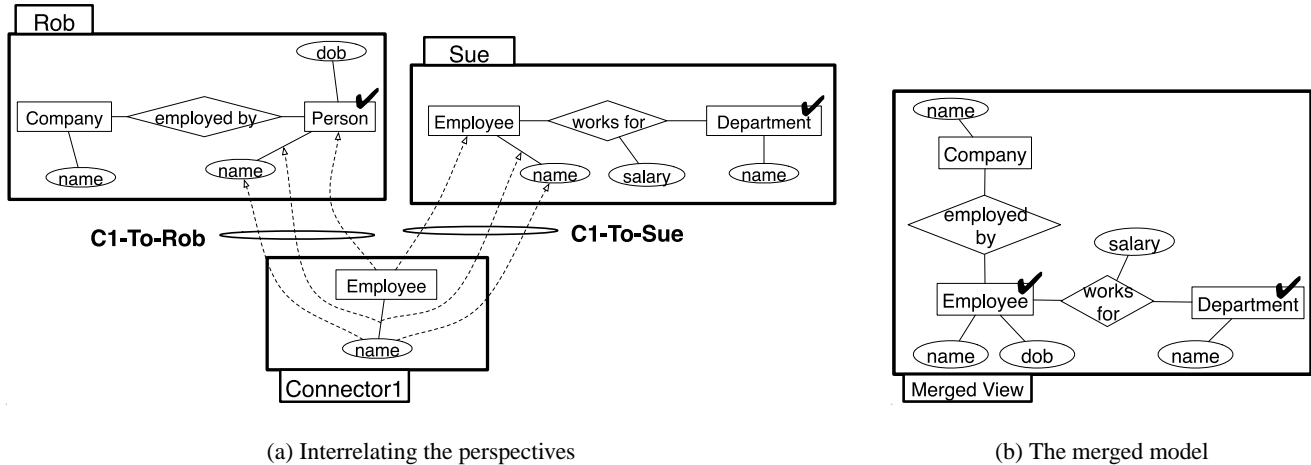 Rob
dob
Company
employed by
Person
name
name
Sue
Employee
works for
Department
name
salary
name
C1-To-Rob
C1-To-Sue
Employee
name
Connector1
(a) Interrelating the perspectives
name
Company
employed
by
salary
Employee
works
for
Department
name
dob
name
Merged View
(b) The merged model